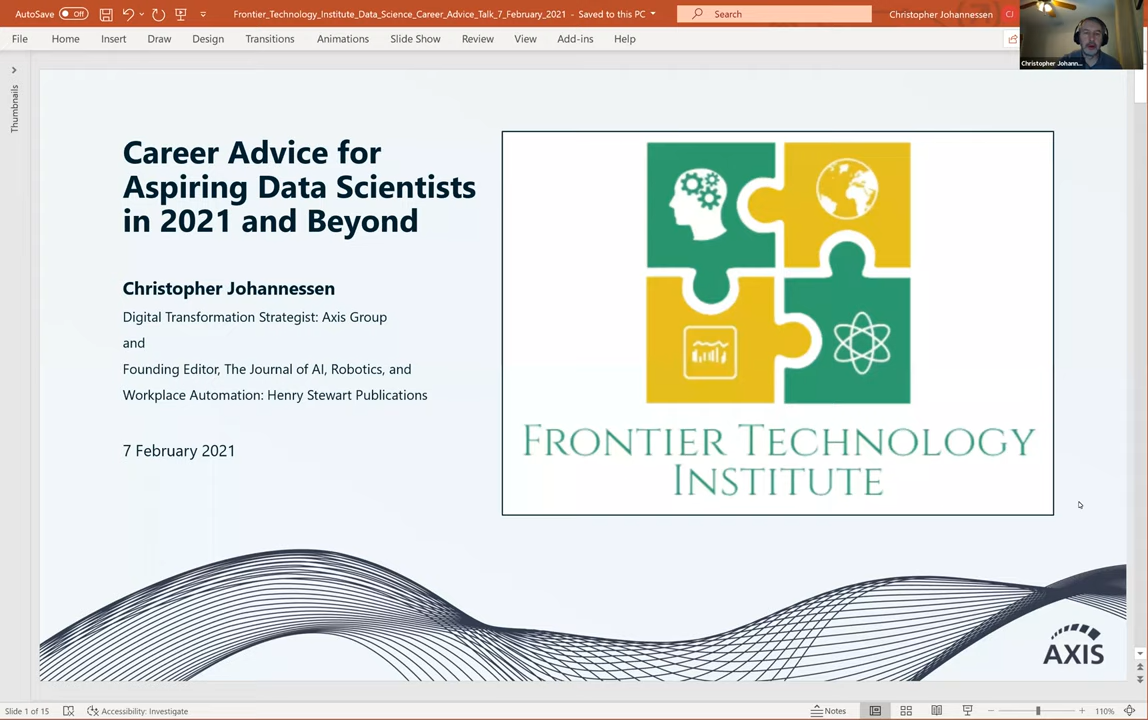 AutoSave Off
Frontier_Technology_Institute_Data_Science_Career_Advice_Talk_7_February_2021 - Saved to this PC
Search
Christopher Johannessen CJ
File Home Insert Draw Design Transitions Animations Slide Show Review View Add-ins Help
Christopher Johann...
Thumbnails
Career Advice for
Aspiring Data Scientists
in 2021 and Beyond
Christopher Johannessen
Digital Transformation Strategist: Axis Group
and
Founding Editor, The Journal of AI, Robotics, and
Workplace Automation: Henry Stewart Publications
7 February 2021
FRONTIER TECHNOLOGY
INSTITUTE
AXIS
Slide 1 of 15 Accessibility: Investigate Notes 110%